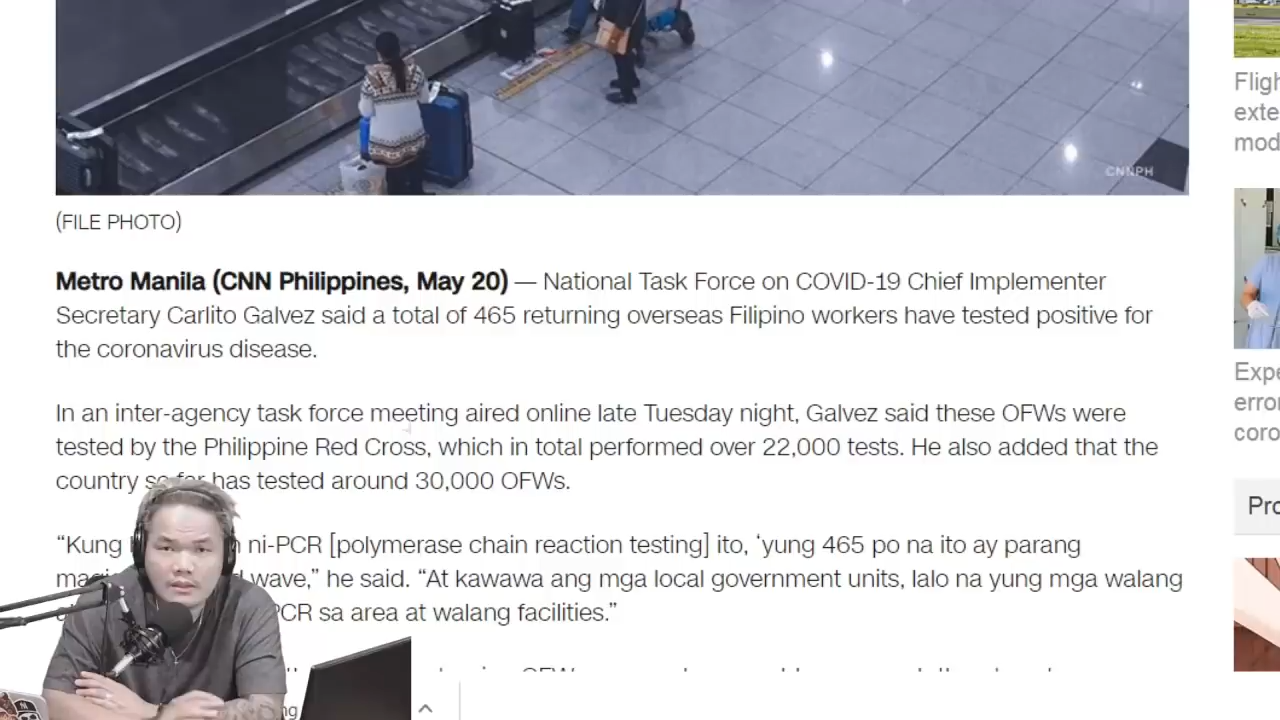 CNNPH
(FILE PHOTO)
Metro Manila (CNN Philippines, May 20) — National Task Force on COVID-19 Chief Implementer
Secretary Carlito Galvez said a total of 465 returning overseas Filipino workers have tested positive for
the coronavirus disease.
In an inter-agency task force meeting aired online late Tuesday night, Galvez said these OFWs were
tested by the Philippine Red Cross, which in total performed over 22,000 tests. He also added that the
country so far has tested around 30,000 OFWs.
“Kung ni-PCR [polymerase chain reaction testing] ito, ‘yung 465 po na ito ay parang
wave,” he said. “At kawawa ang mga local government units, lalo na yung mga walang
PCR sa area at walang facilities.”
Fligh
exte
mod
Expe
error
coro
Pro